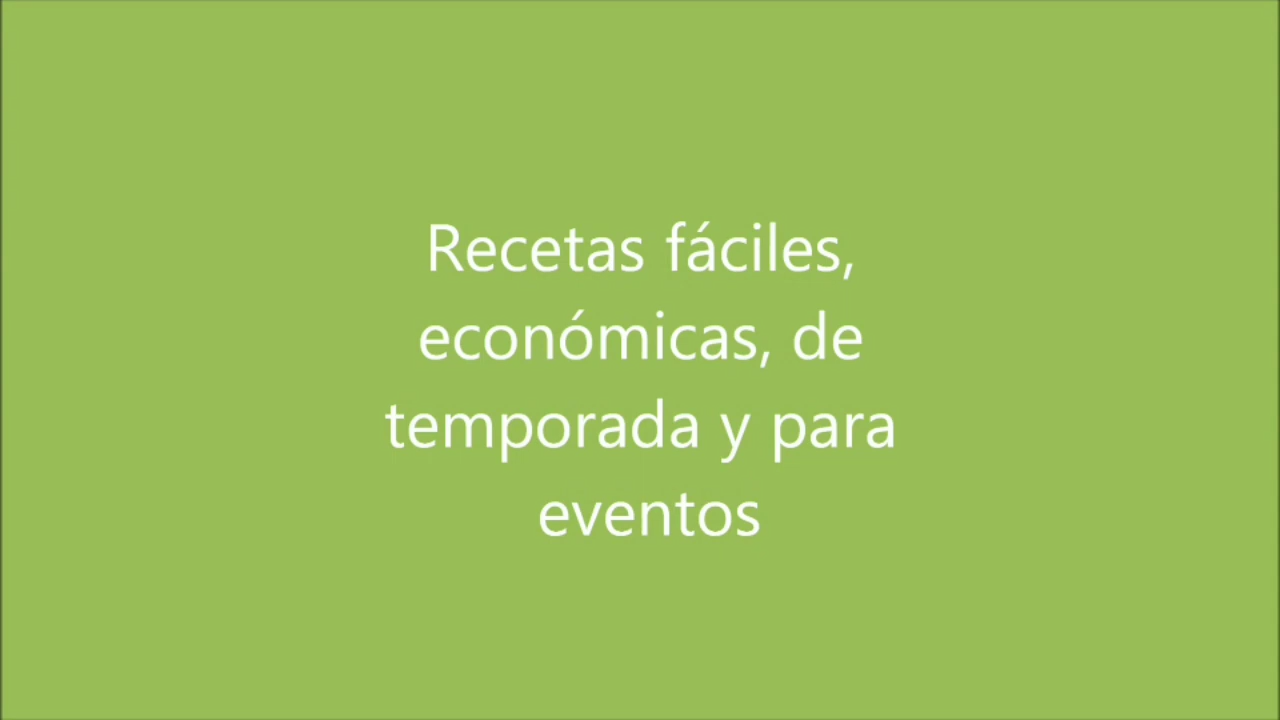 Recetas fáciles,
económicas, de
temporada y para
eventos